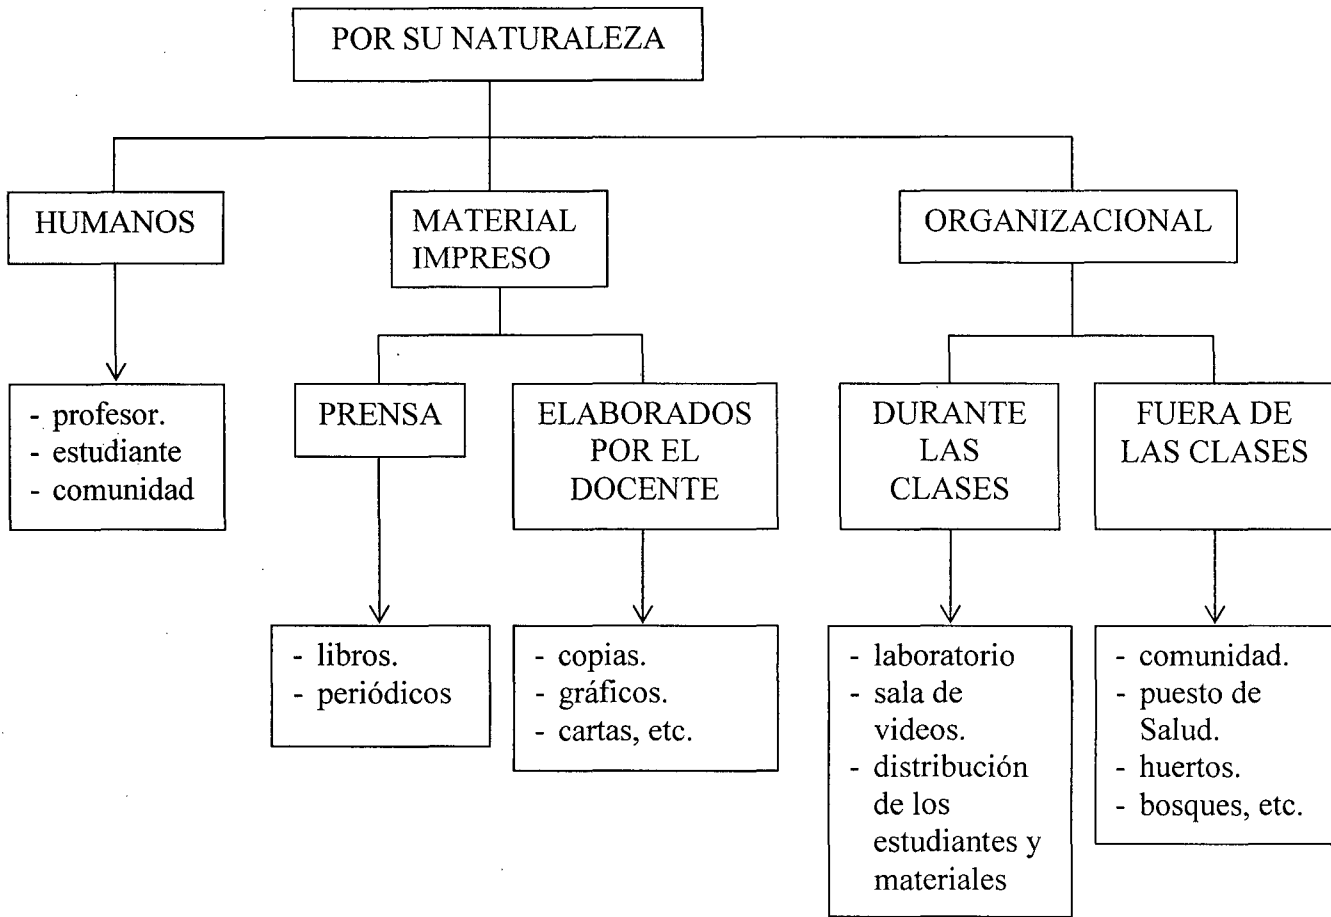 POR SU NATURALEZA
HUMANOS
MATERIAL
IMPRESO
ORGANIZACIONAL
- profesor.
- estudiante
- comunidad
PRENSA
ELABORADOS
POR EL
DOCENTE
DURANTE
LAS
CLASES
FUERA DE
LAS CLASES
- libros.
- periódicos
- copias.
- gráficos.
- cartas, etc.
- laboratorio
- sala de
videos.
- distribución
de los
estudiantes y
materiales
- comunidad.
- puesto de
Salud.
- huertos.
- bosques, etc.